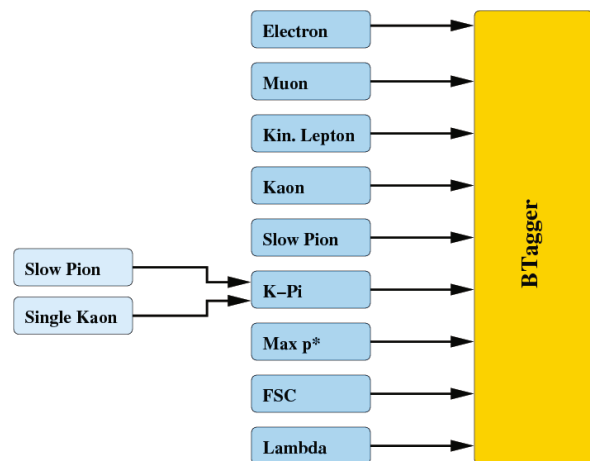 Electron
Muon
Kin. Lepton
Kaon
Slow Pion
Slow Pion
K−Pi
Single Kaon
Max p*
FSC
Lambda
BTagger